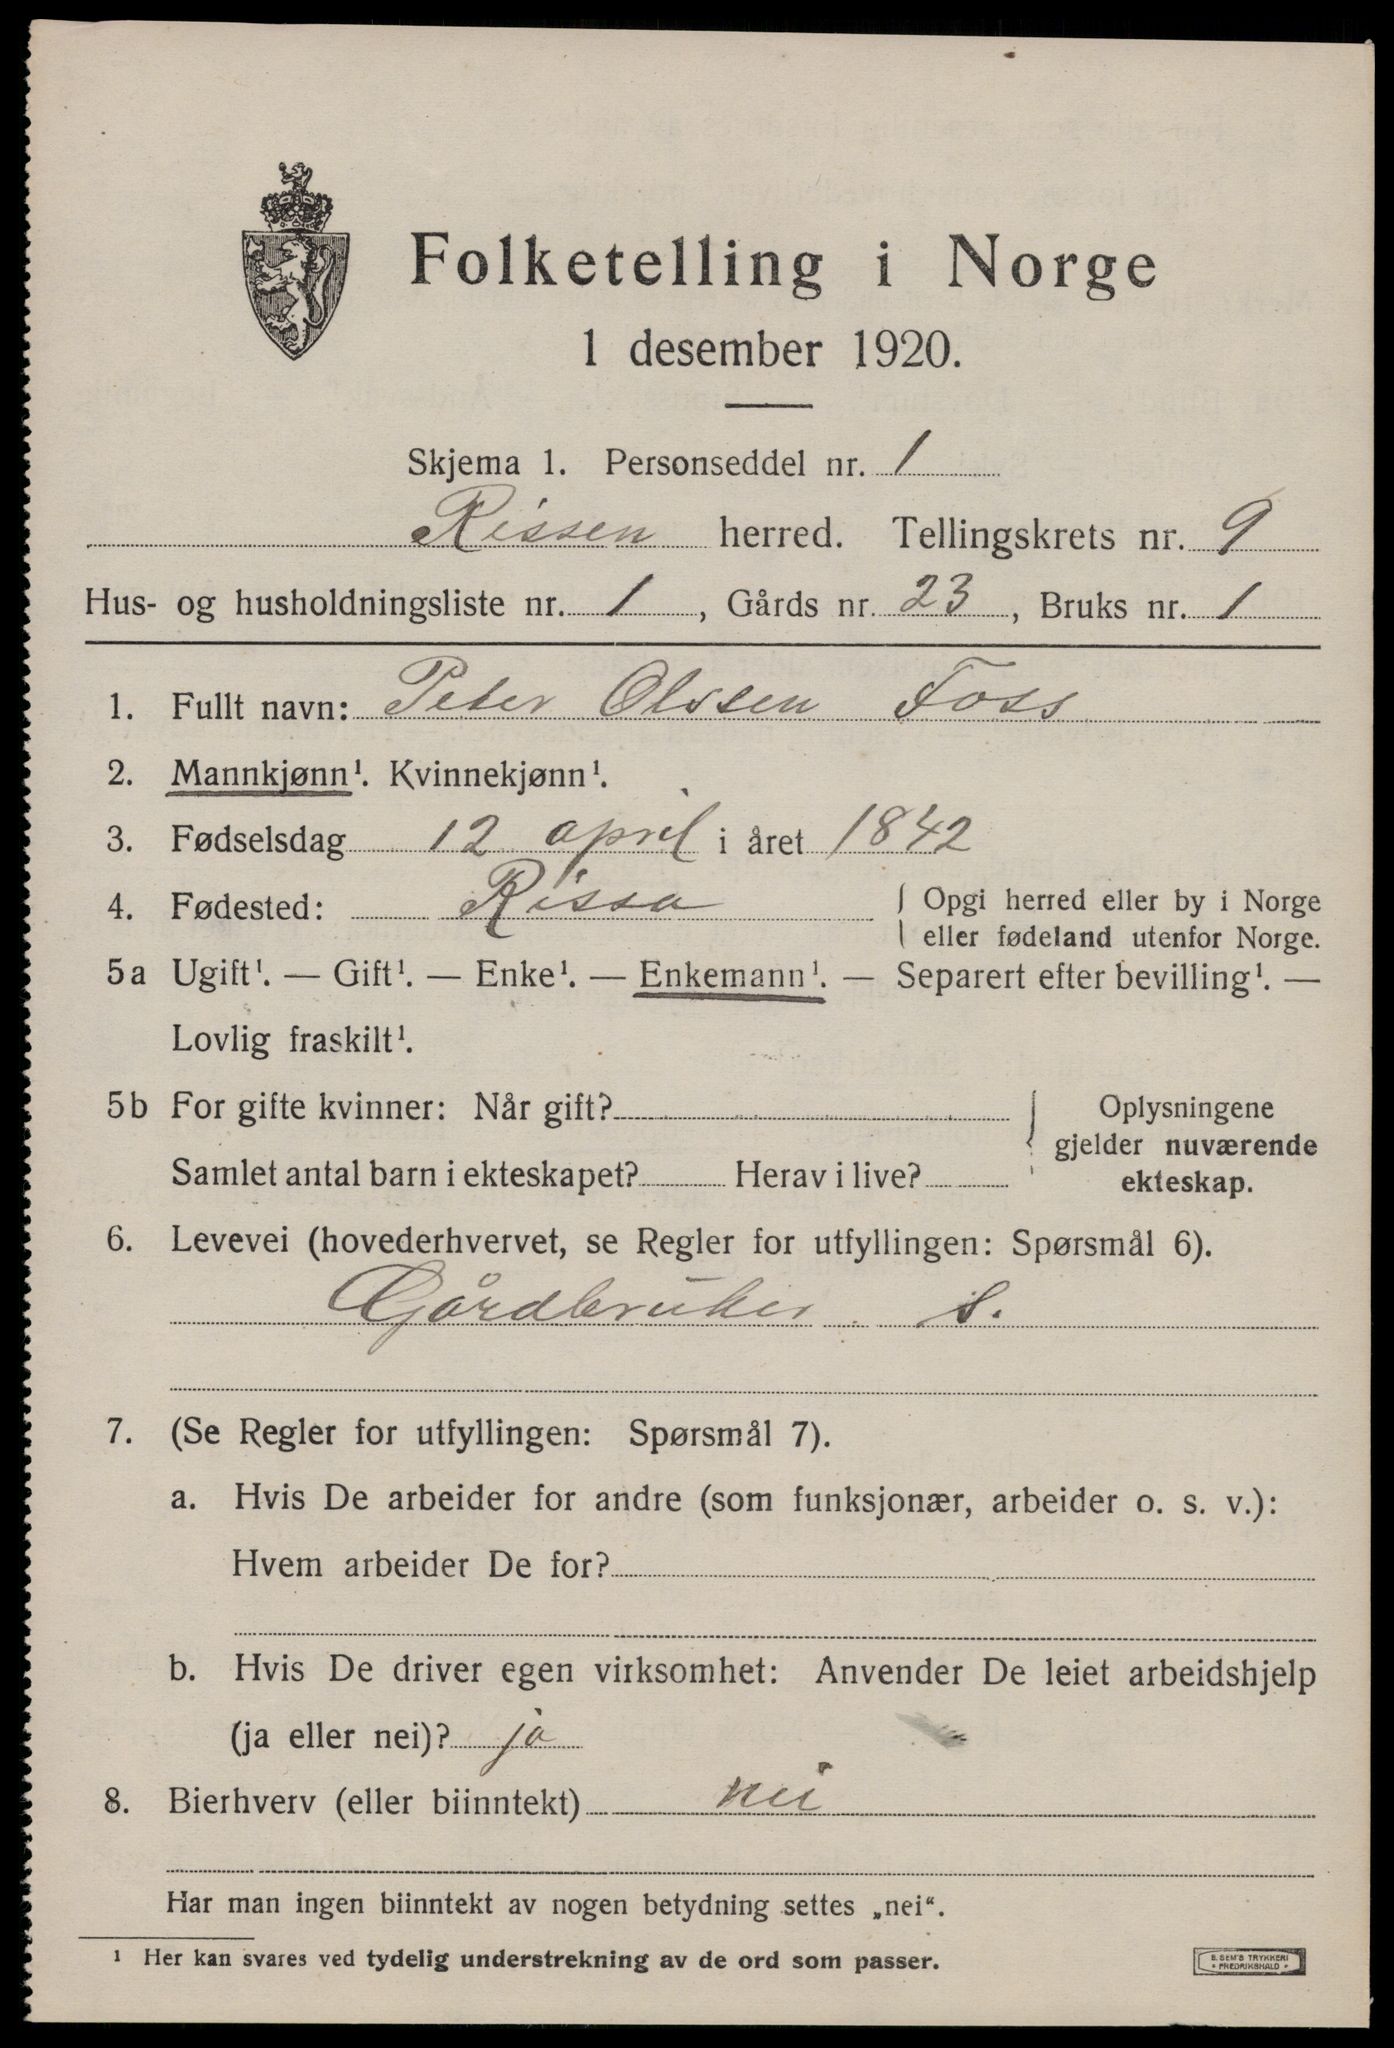 Folketelling i Norge
1 desember 1920.
Skjema 1. Personseddel nr. 1
Rissen herred. Tellingskrets nr. 9
Hus- og husholdningsliste nr. 1, Gårds nr. 23, Bruks nr. 1
1. Fullt navn: Peter Olssen Foss
2. Mannkjønn¹. Kvinnekjønn¹.
3. Fødselsdag 12 april i året 1842
4. Fødested: Rissa { Opgi herred eller by i Norge
eller fødeland utenfor Norge.
5a Ugift¹. — Gift¹. — Enke¹. — Enkemann¹. — Separert efter bevilling¹. —
Lovlig fraskilt¹.
5b For gifte kvinner: Når gift? { Oplysningene
gjelder nuværende
Samlet antal barn i ekteskapet? Herav i live? ekteskap.
6. Levevei (hovederhvervet, se Regler for utfyllingen: Spørsmål 6).
Gårdbruker s.
7. (Se Regler for utfyllingen: Spørsmål 7).
a. Hvis De arbeider for andre (som funksjonær, arbeider o. s. v.):
Hvem arbeider De for?
b. Hvis De driver egen virksomhet: Anvender De leiet arbeidshjelp
(ja eller nei)? ja
8. Bierhverv (eller biinntekt) nei
Har man ingen biinntekt av nogen betydning settes „nei“.
¹ Her kan svares ved tydelig understrekning av de ord som passer.
B. SEM'S TRYKKERI
• FREDRIKSHALD •